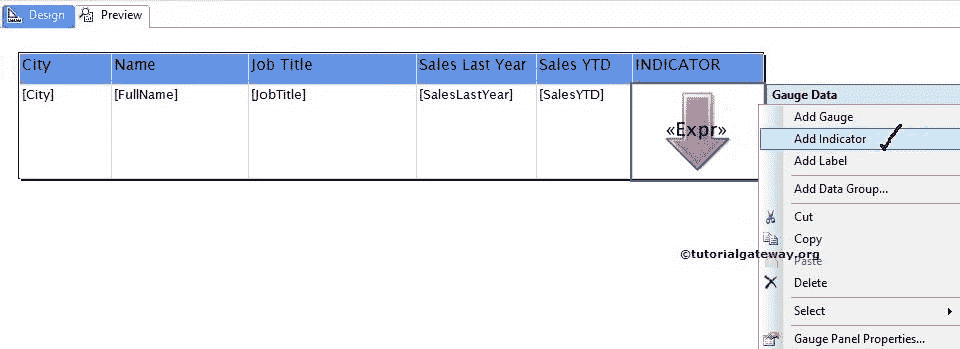 Design Preview
City Name Job Title Sales Last Year Sales YTD INDICATOR
[City] [FullName] [JobTitle] [SalesLastYear] [SalesYTD] Gauge Data
Add Gauge
«Expr»
Add Indicator
Add Label
Add Data Group...
Cut
Copy
©tutorialgateway.org
Paste
Delete
Select
Gauge Panel Properties...